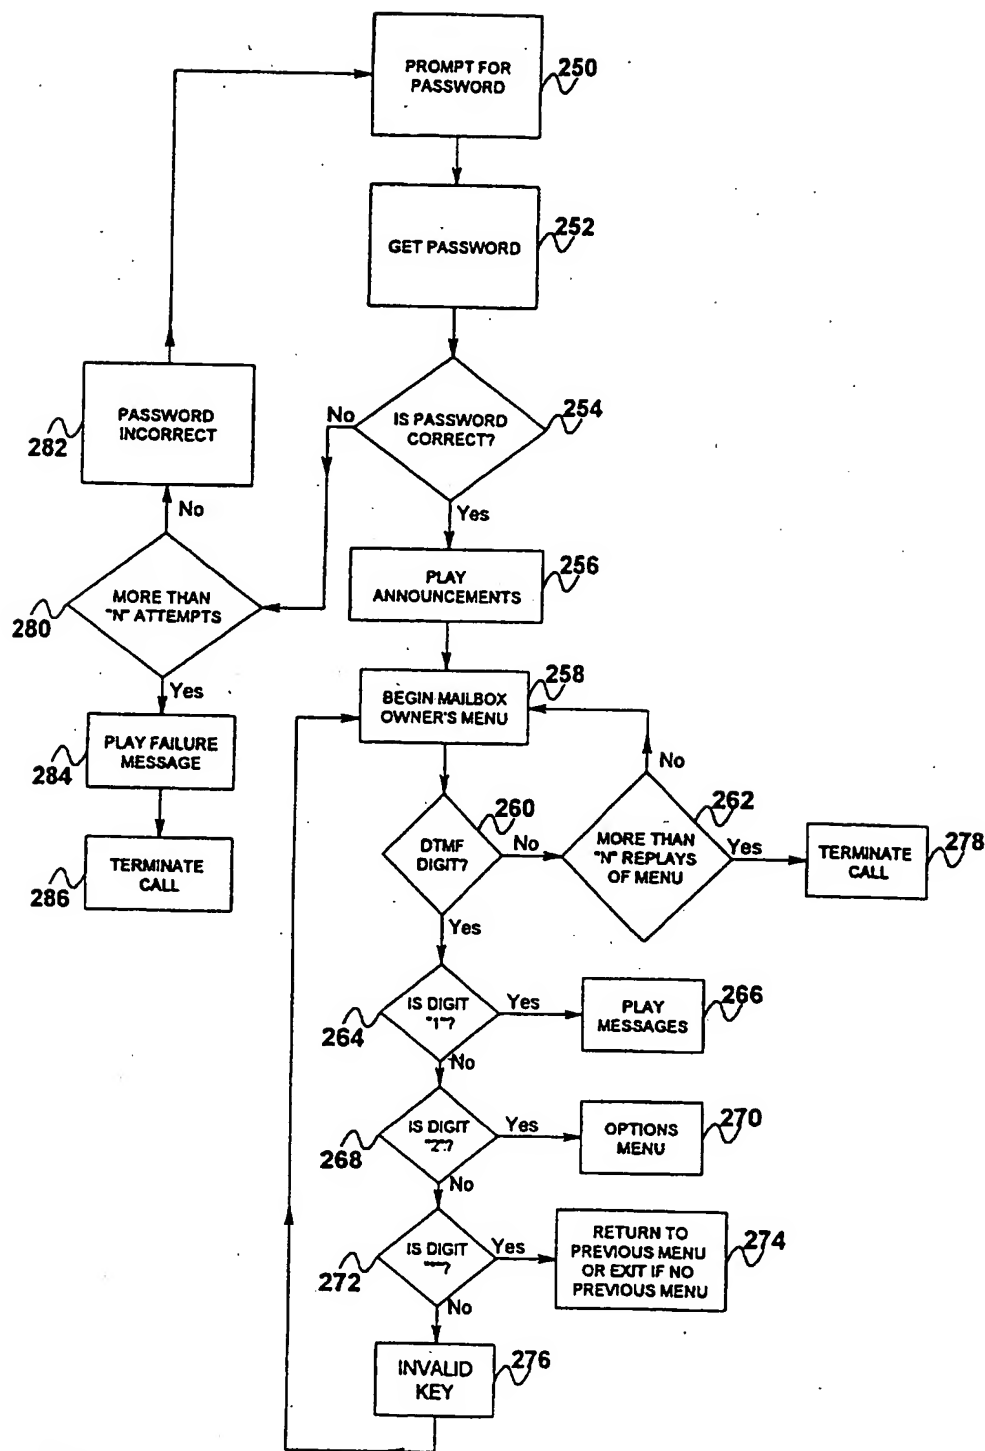 PROMPT FOR
PASSWORD
250
GET PASSWORD
252
IS PASSWORD
CORRECT?
254
No
Yes
PASSWORD
INCORRECT
282
No
MORE THAN
"N" ATTEMPTS
280
Yes
PLAY FAILURE
MESSAGE
284
TERMINATE
CALL
286
PLAY
ANNOUNCEMENTS
256
BEGIN MAILBOX
OWNER'S MENU
258
DTMF
DIGIT?
260
No
Yes
MORE THAN
"N" REPLAYS
OF MENU
262
No
Yes
TERMINATE
CALL
278
IS DIGIT
"1"?
264
Yes
No
PLAY
MESSAGES
266
IS DIGIT
"2"?
268
Yes
No
OPTIONS
MENU
270
IS DIGIT
"*"?
272
Yes
No
RETURN TO
PREVIOUS MENU
OR EXIT IF NO
PREVIOUS MENU
274
INVALID
KEY
276